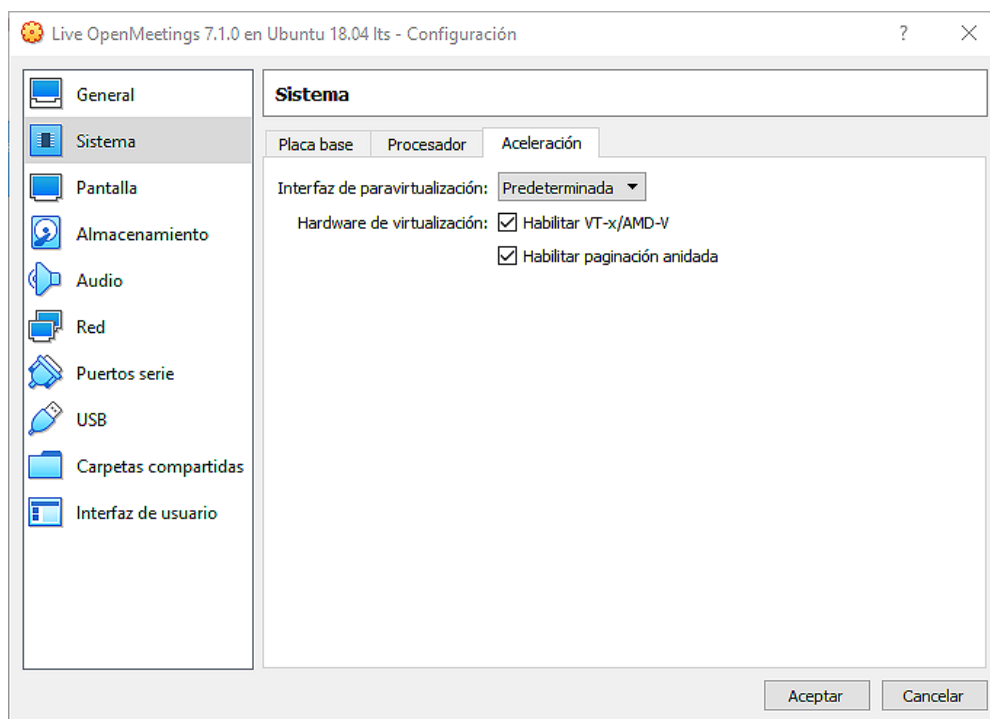 Live OpenMeetings 7.1.0 en Ubuntu 18.04 lts - Configuración
?
General
Sistema
Pantalla
Almacenamiento
Audio
Red
Puertos serie
USB
Carpetas compartidas
Interfaz de usuario
Sistema
Placa base
Procesador
Aceleración
Interfaz de paravirtualización: Predeterminada
Hardware de virtualización: Habilitar VT-x/AMD-V
Habilitar paginación anidada
Aceptar
Cancelar